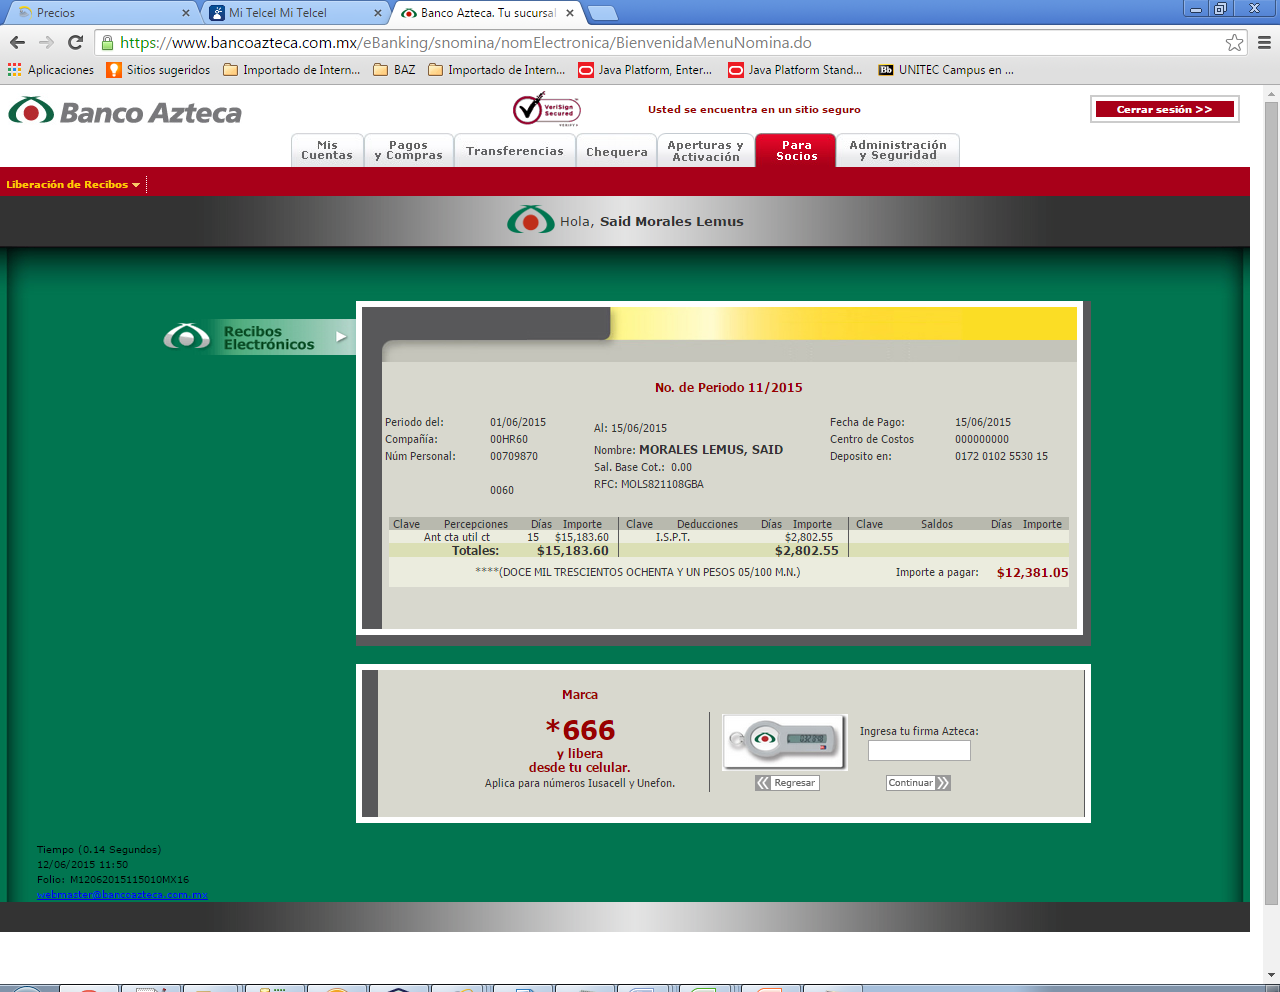 Precios
Mi Telcel Mi Telcel
Banco Azteca. Tu sucursal
https://www.bancoazteca.com.mx/eBanking/snomina/nomElectronica/BienvenidaMenuNomina.do
Aplicaciones Sitios sugeridos Importado de Intern... BAZ Importado de Intern... Java Platform, Enter... Java Platform Stand... Bb UNITEC Campus en ...
Banco Azteca
VeriSign
Secured
VERIFY
Usted se encuentra en un sitio seguro
Cerrar sesión >>
Mis Cuentas
Pagos y Compras
Transferencias
Chequera
Aperturas y Activación
Para Socios
Administración y Seguridad
Liberación de Recibos
Hola, Said Morales Lemus
Recibos
Electrónicos
No. de Periodo 11/2015
Periodo del: 01/06/2015 Al: 15/06/2015 Fecha de Pago: 15/06/2015
Compañía: 00HR60 Nombre: MORALES LEMUS, SAID Centro de Costos 000000000
Núm Personal: 00709870 Sal. Base Cot.: 0.00 Deposito en: 0172 0102 5530 15
0060 RFC: MOLS821108GBA
Clave Percepciones Días Importe Clave Deducciones Días Importe Clave Saldos Días Importe
Ant cta util ct 15 $15,183.60 I.S.P.T. $2,802.55
Totales: $15,183.60 $2,802.55
****(DOCE MIL TRESCIENTOS OCHENTA Y UN PESOS 05/100 M.N.) Importe a pagar: $12,381.05
Marca
*666
y libera
desde tu celular.
Aplica para números Iusacell y Unefon.
Regresar
Ingresa tu firma Azteca:
Continuar
Tiempo (0.14 Segundos)
12/06/2015 11:50
Folio: M12062015115010MX16
webmaster@bancoazteca.com.mx